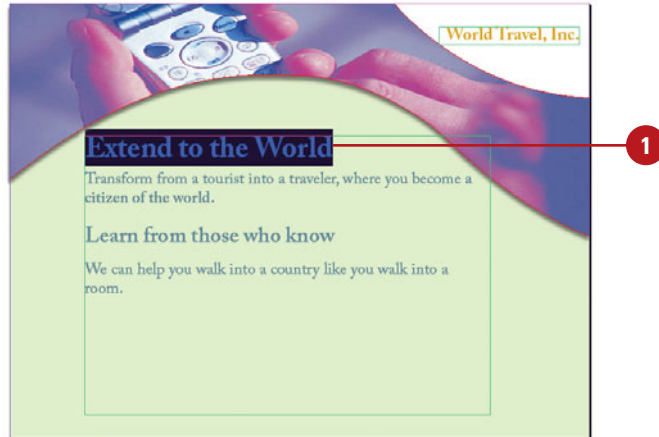 World Travel, Inc.
Extend to the World
1
Transform from a tourist into a traveler, where you become a
citizen of the world.
Learn from those who know
We can help you walk into a country like you walk into a
room.